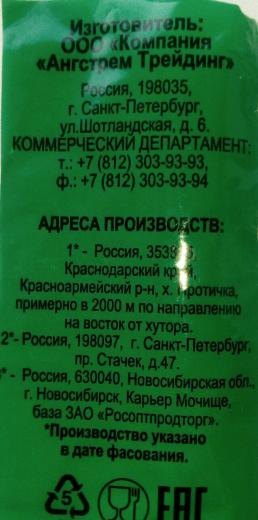 Изготовитель:
ООО «Компания
«Ангстрем Трейдинг»
Россия, 198035,
г. Санкт-Петербург,
ул.Шотландская, д. 6.
КОММЕРЧЕСКИЙ ДЕПАРТАМЕНТ:
т.: +7 (812) 303-93-93,
ф.: +7 (812) 303-93-94
АДРЕСА ПРОИЗВОДСТВ:
1* - Россия,
Краснодарский край,
Красноармейский р-н, х. Протичка,
примерно в 2000 м по направлению
на восток от хутора.
2*- Россия, 198097, г. Санкт-Петербург,
пр. Стачек, д.47.
* - Россия, 630040, Новосибирская обл.,
г. Новосибирск, Карьер Мочище,
база ЗАО «Росоптпродторг».
*Производство указано
в дате фасования.
5 EAC